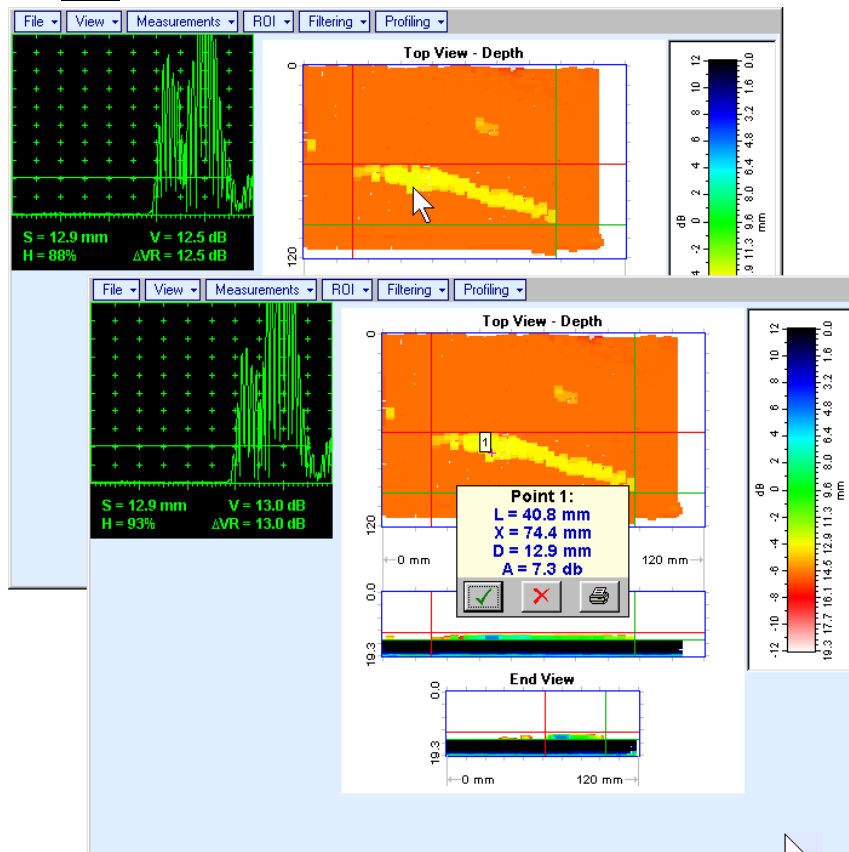 File View Measurements ROI Filtering Profiling
Top View - Depth
0
120
S = 12.9 mm V = 12.5 dB
H = 88% ΔVR = 12.5 dB
12 10 8 6 4 2 0 -2
dB
0.0 1.6 3.2 4.8 6.4 8.0 9.6 11.3
mm
File View Measurements ROI Filtering Profiling
Top View - Depth
0
120
1
S = 12.9 mm V = 13.0 dB
H = 93% ΔVR = 13.0 dB
Point 1:
L = 40.8 mm
X = 74.4 mm
D = 12.9 mm
A = 7.3 db
0 mm 120 mm
0.0
19.3
End View
0.0
19.3
0 mm 120 mm
12 10 8 6 4 2 0 -2 -4 -6 -8 -10 -12
dB
0.0 1.6 3.2 4.8 6.4 8.0 9.6 11.3 12.9 14.5 16.1 17.7 19.3
mm